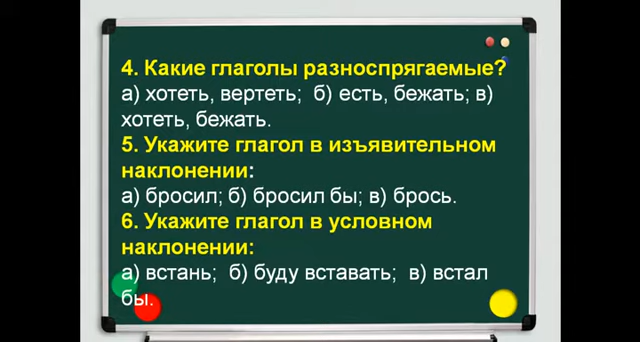 4. Какие глаголы разноспрягаемые?
а) хотеть, вертеть;  б) есть, бежать; в)
хотеть, бежать.
5. Укажите глагол в изъявительном
наклонении:
а) бросил; б) бросил бы; в) брось.
6. Укажите глагол в условном
наклонении:
а) встань;  б) буду вставать;  в) встал
бы.